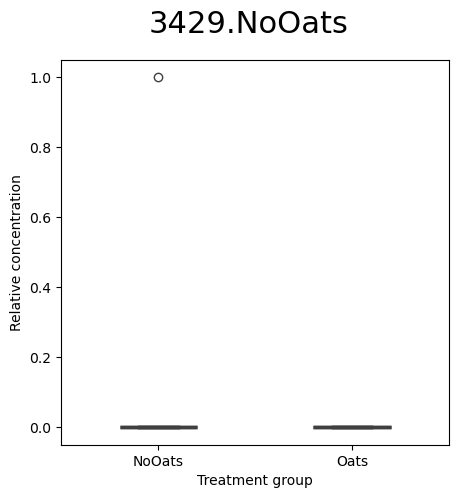 3429.NoOats
1.0
0.8
0.6
0.4
0.2
0.0
Relative concentration
NoOats
Oats
Treatment group